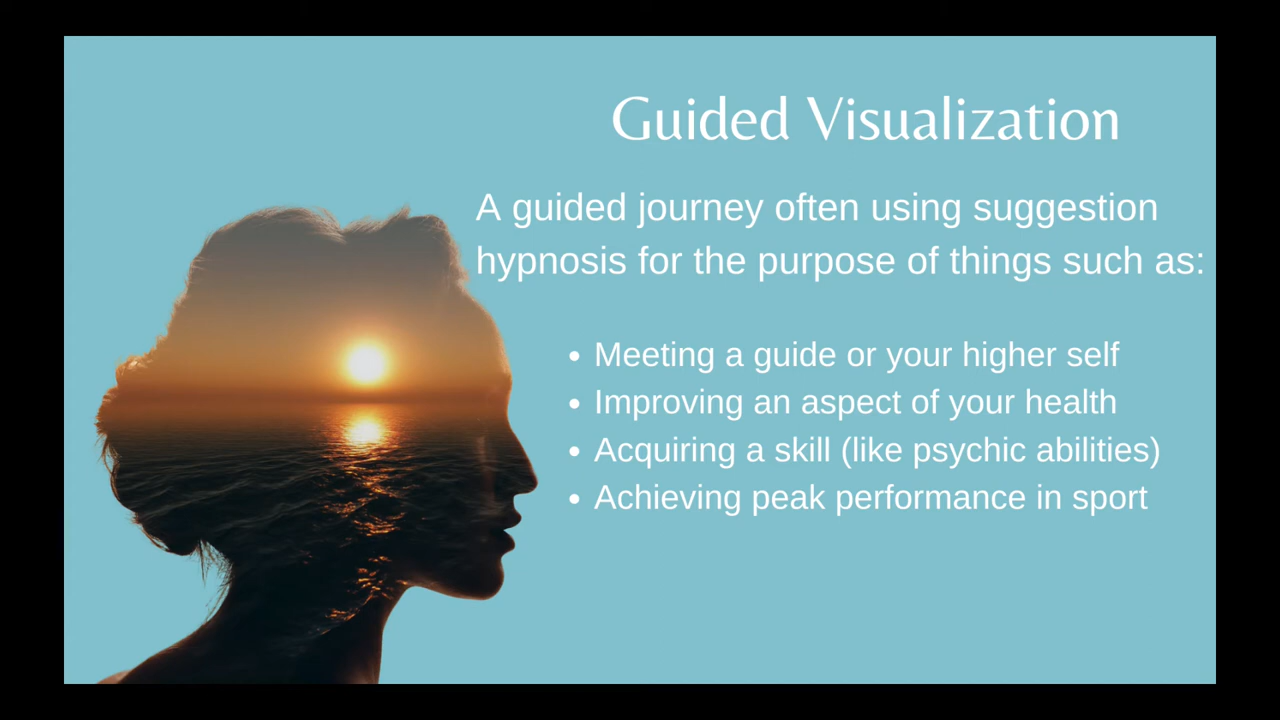 Guided Visualization
A guided journey often using suggestion
hypnosis for the purpose of things such as:
• Meeting a guide or your higher self
• Improving an aspect of your health
• Acquiring a skill (like psychic abilities)
• Achieving peak performance in sport